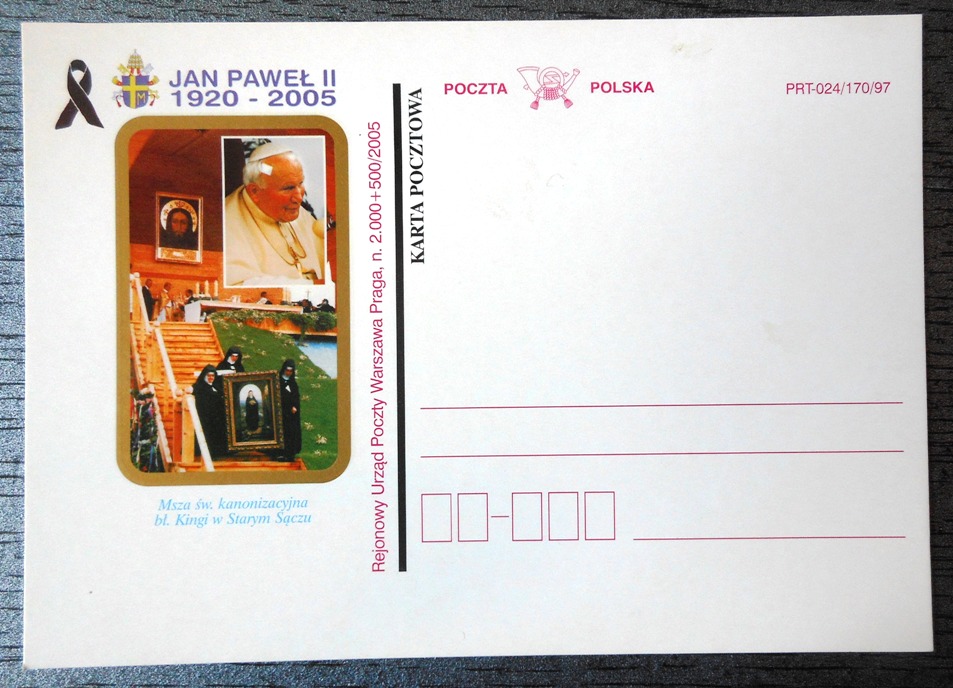 JAN PAWEŁ II
1920 - 2005
Msza św. kanonizacyjna
bł. Kingi w Starym Sączu
Rejonowy Urząd Poczty Warszawa Praga, n. 2.000+500/2005
KARTA POCZTOWA
POCZTA POLSKA
PRT-024/170/97